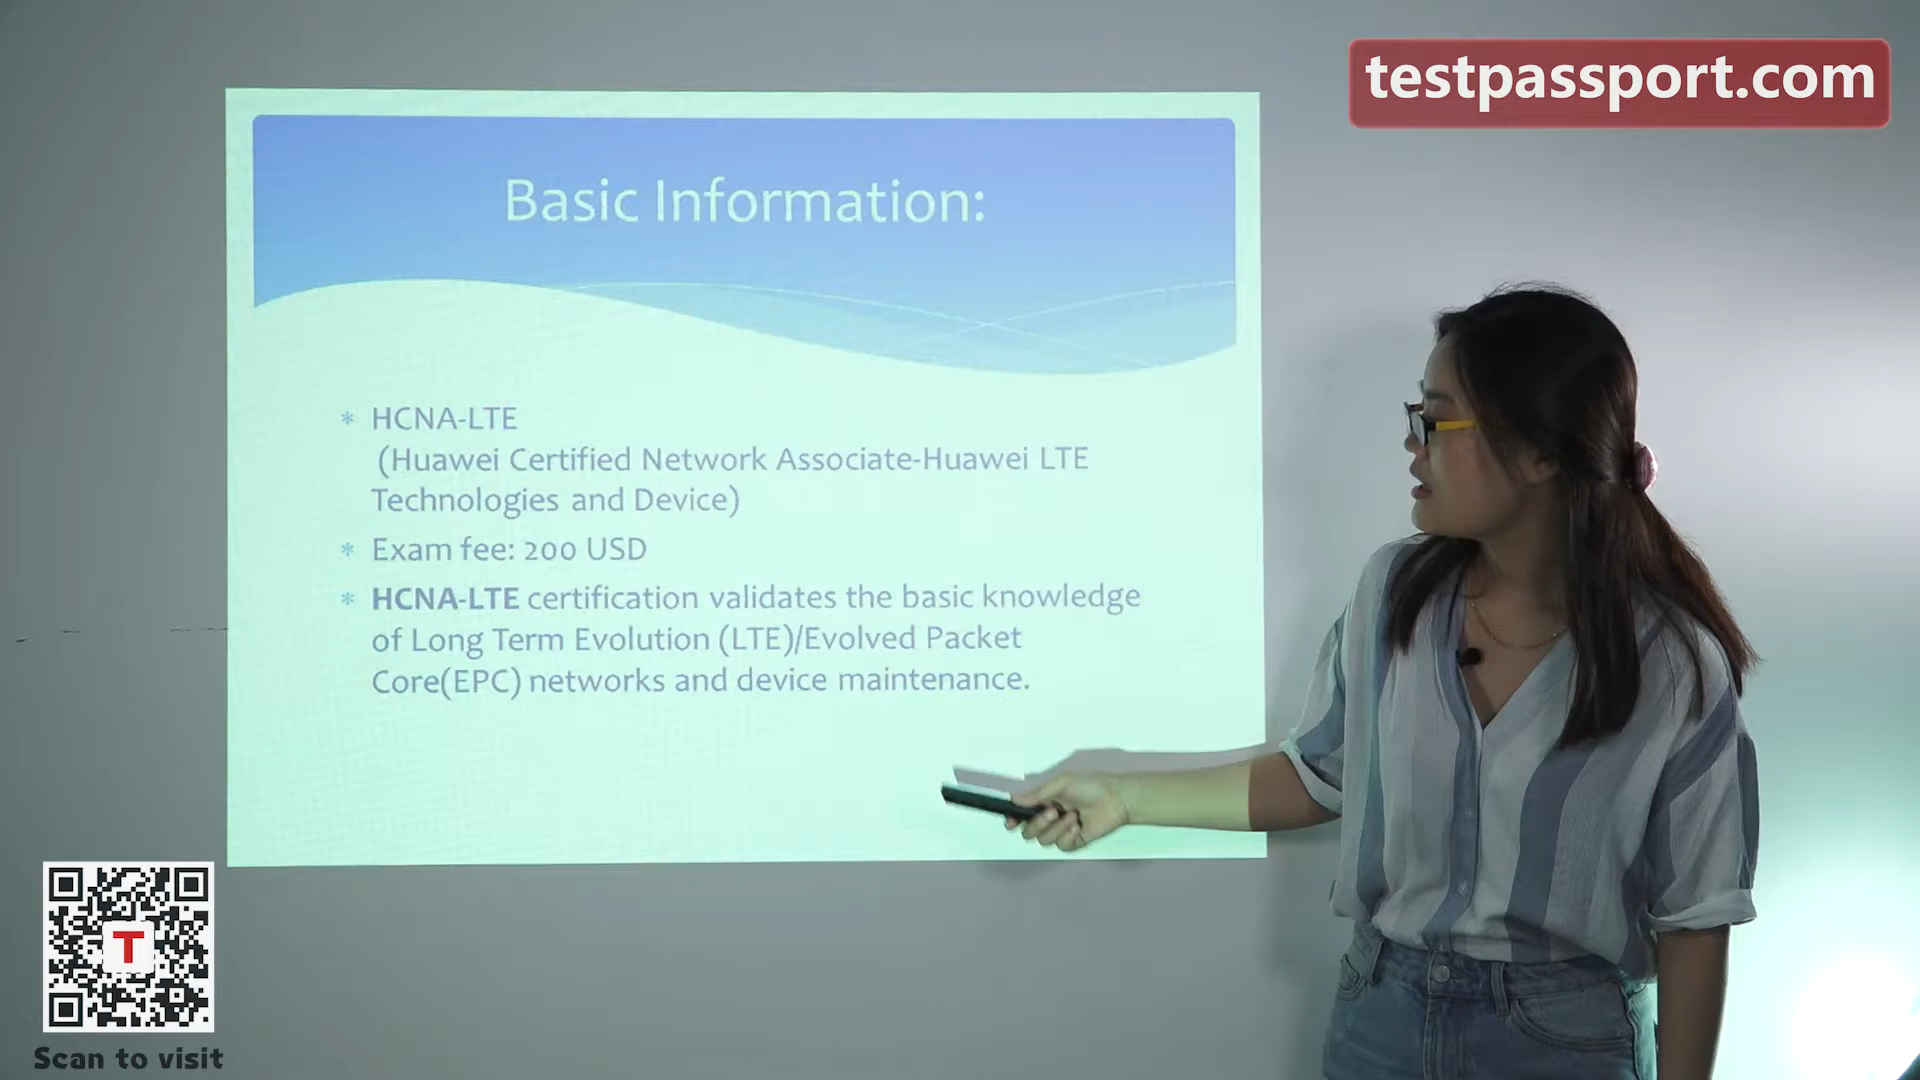 testpassport.com
Basic Information:
* HCNA-LTE
(Huawei Certified Network Associate-Huawei LTE
Technologies and Device)
* Exam fee: 200 USD
* HCNA-LTE certification validates the basic knowledge
of Long Term Evolution (LTE)/Evolved Packet
Core(EPC) networks and device maintenance.
T
Scan to visit